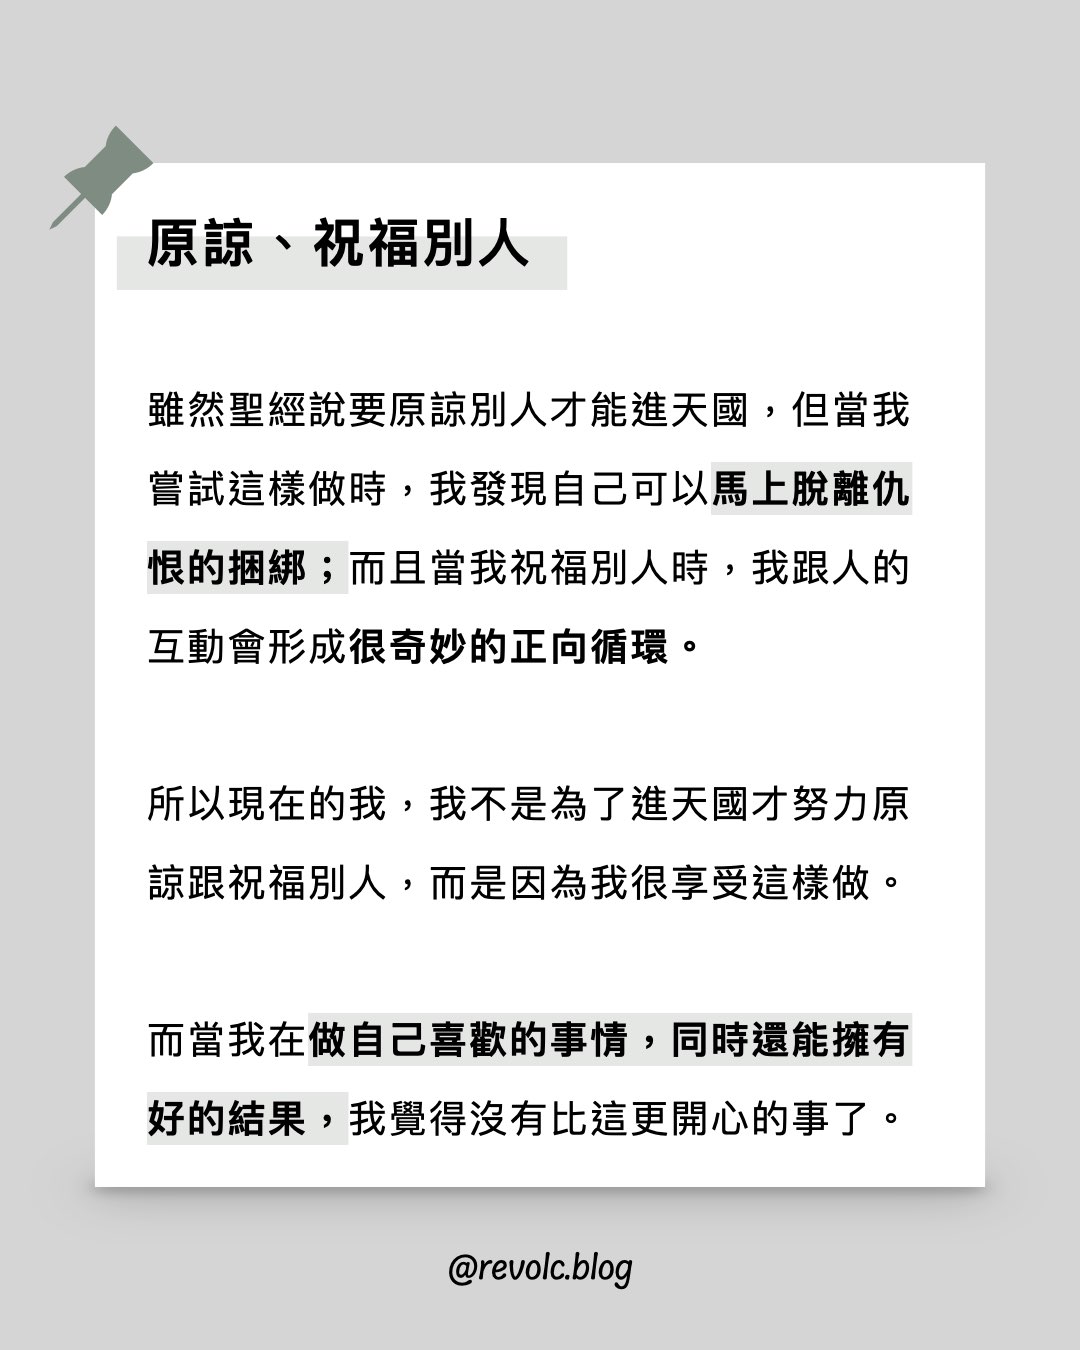 原諒、祝福別人
雖然聖經說要原諒別人才能進天國，但當我
嘗試這樣做時，我發現自己可以馬上脫離仇
恨的捆綁；而且當我祝福別人時，我跟人的
互動會形成很奇妙的正向循環。
所以現在的我，我不是為了進天國才努力原
諒跟祝福別人，而是因為我很享受這樣做。
而當我在做自己喜歡的事情，同時還能擁有
好的結果，我覺得沒有比這更開心的事了。
@revolc.blog